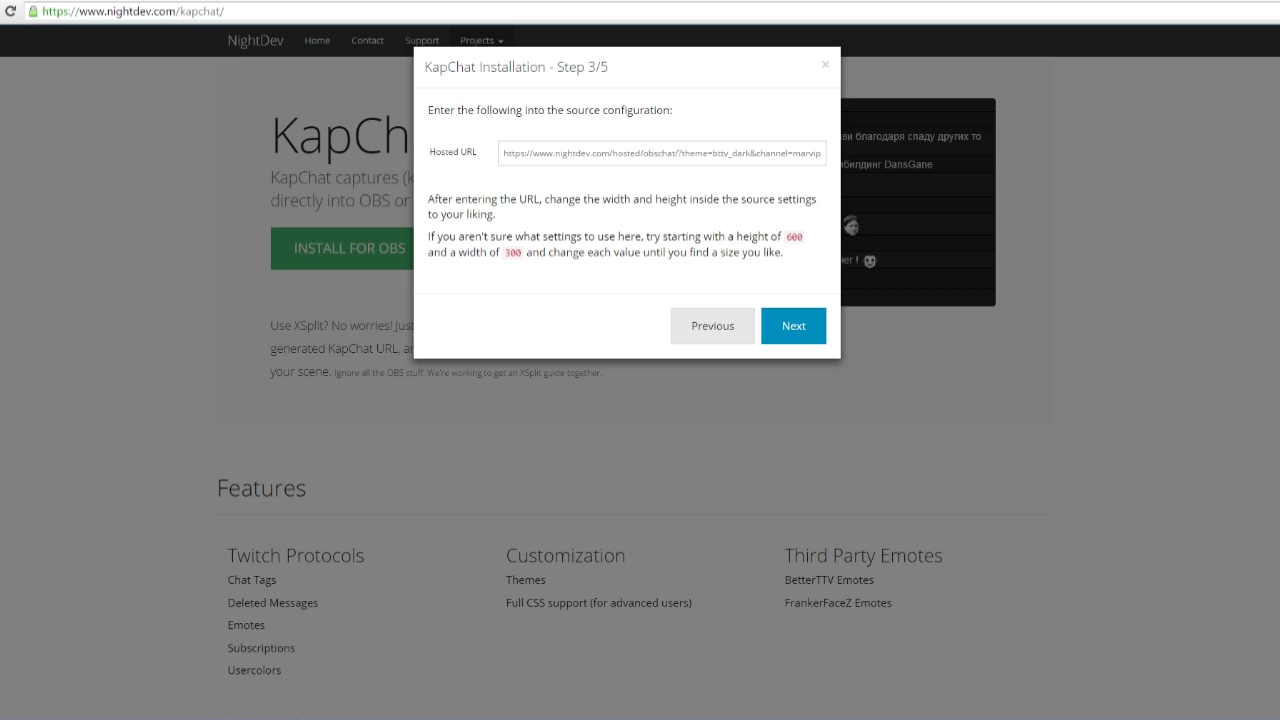 https://www.nightdev.com/kapchat/
NightDev Home Contact Support Projects
KapChat Installation - Step 3/5 ×
Enter the following into the source configuration:
Hosted URL https://www.nightdev.com/hosted/obschat/?theme=bttv_dark&channel=marvip
After entering the URL, change the width and height inside the source settings
to your liking.
If you aren't sure what settings to use here, try starting with a height of 600
and a width of 300 and change each value until you find a size you like.
Previous Next
KapCh
KapChat captures (k
directly into OBS or
INSTALL FOR OBS
ви благодаря спаду других то
билдинг DansGane
er !
Use XSplit? No worries! Just
generated KapChat URL, an
your scene. Ignore all the OBS stuff. We're working to get an XSplit guide together.
Features
Twitch Protocols
Chat Tags
Deleted Messages
Emotes
Subscriptions
Usercolors
Customization
Themes
Full CSS support (for advanced users)
Third Party Emotes
BetterTTV Emotes
FrankerFaceZ Emotes